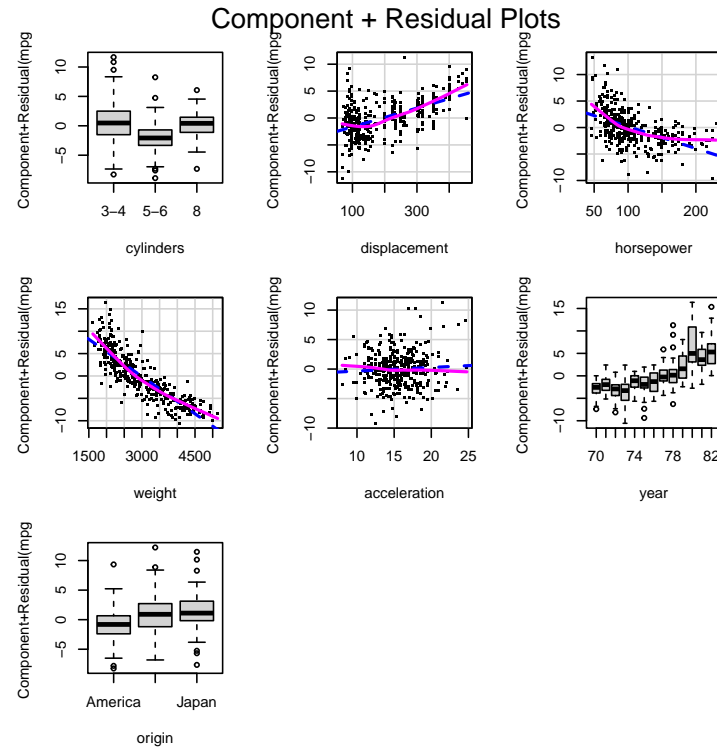 Component + Residual Plots
Component+Residual(mpg
−5 0 5 10
3−4 5−6 8
cylinders
Component+Residual(mpg
−10 0 5 10
100 300
displacement
Component+Residual(mpg
−10 0 5 10
50 100 200
horsepower
Component+Residual(mpg
−10 0 5 15
1500 3000 4500
weight
Component+Residual(mpg
−10 0 5 10
10 15 20 25
acceleration
Component+Residual(mpg
−10 0 5 15
70 74 78 82
year
Component+Residual(mpg
−5 0 5 10
America Japan
origin